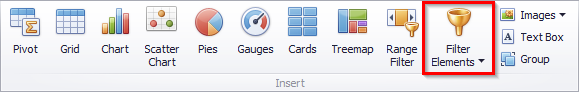 Pivot
Grid
Chart
Scatter
Chart
Pies
Gauges
Cards
Treemap
Range
Filter
Filter
Elements
Images
Text Box
Group
Insert